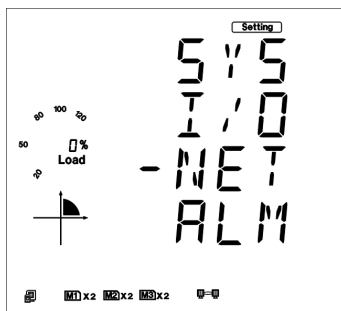 Setting
SYS
I/O
-NET
ALM
100
80 120
50 0%
Load
20
M1 X2 M2 X2 M3 X2